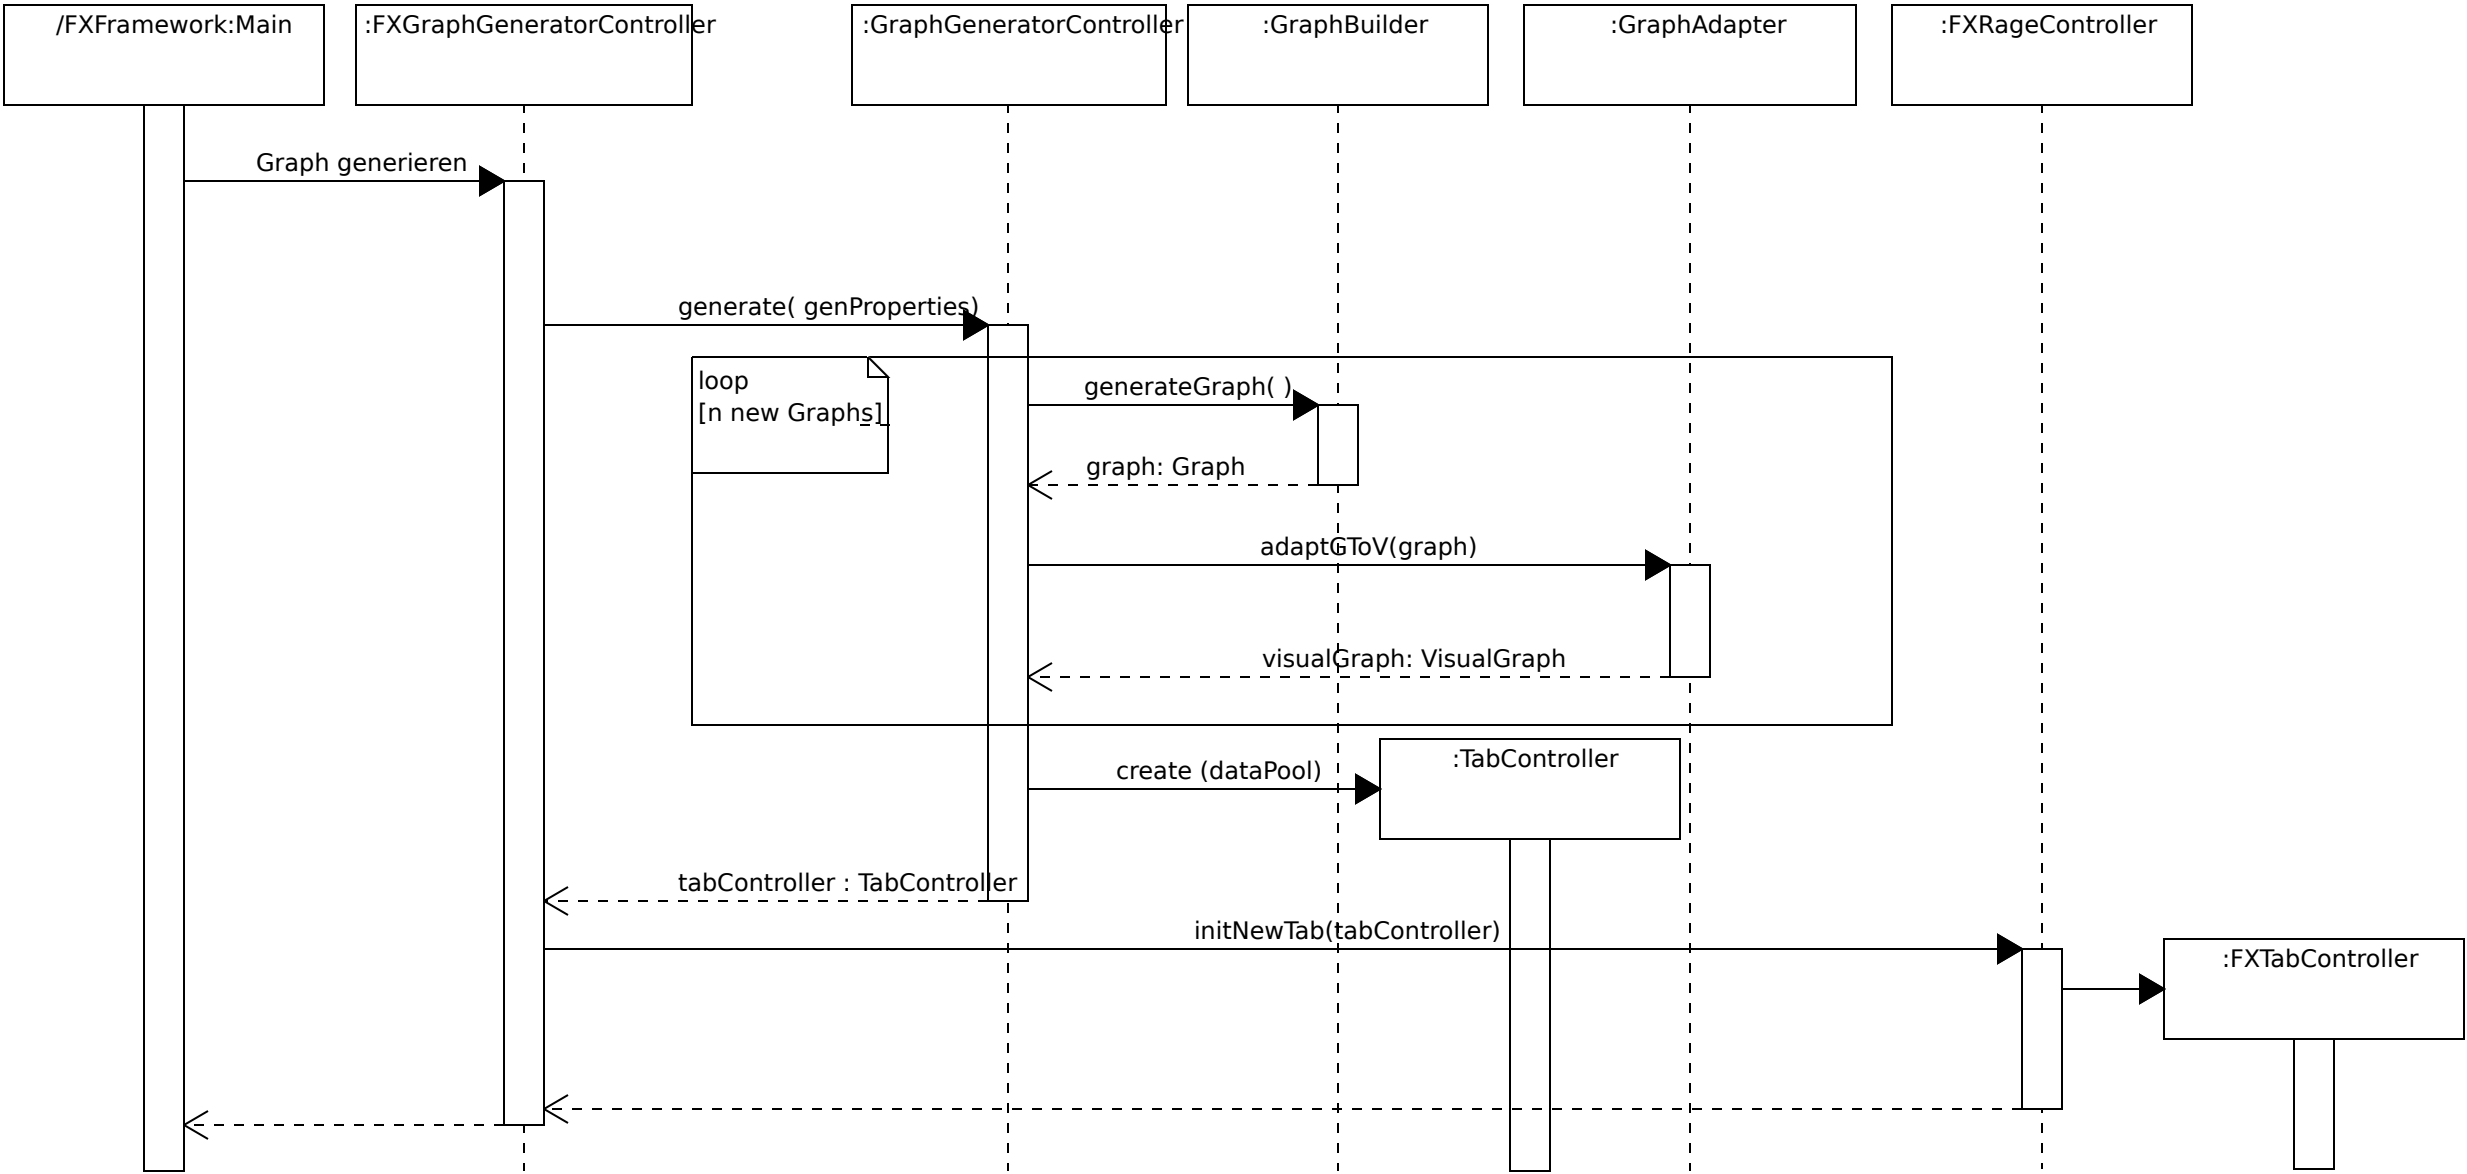 /FXFramework:Main
:FXGraphGeneratorController
:GraphGeneratorController
:GraphBuilder
:GraphAdapter
:FXRageController
Graph generieren
generate( genProperties)
loop
[n new Graphs]
generateGraph( )
graph: Graph
adaptGToV(graph)
visualGraph: VisualGraph
create (dataPool)
:TabController
tabController : TabController
initNewTab(tabController)
:FXTabController